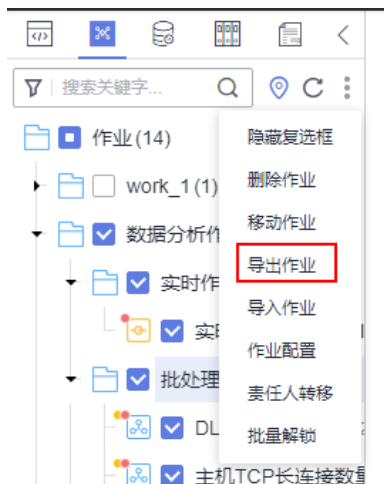 搜索关键字...
作业(14)
隐藏复选框
work_1(1)
删除作业
数据分析作
移动作业
导出作业
实时作
导入作业
实
作业配置
批处理
责任人转移
DL
批量解锁
主机TCP长连接数量